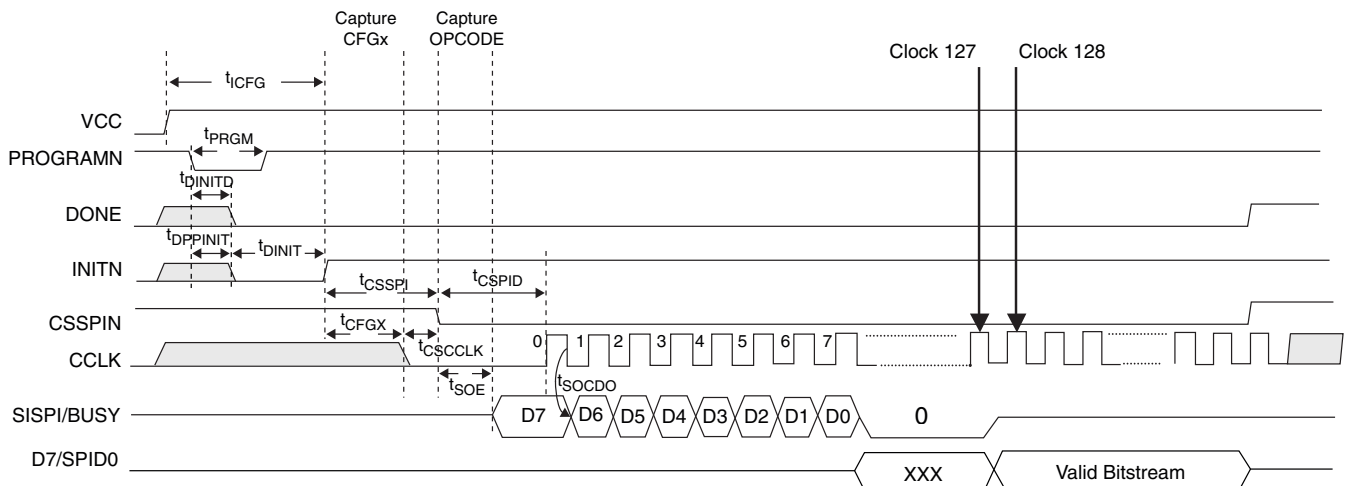 Capture CFGx
Capture OPCODE
Clock 127
Clock 128
tICFG
VCC
tPRGM
PROGRAMN
tDINITD
DONE
tDPPINIT
tDINIT
INITN
tCSSPI
tCSPID
CSSPIN
tCFGX
0 1 2 3 4 5 6 7
tCSCCLK
CCLK
tSOE
tSOCDO
SISPI/BUSY
D7 D6 D5 D4 D3 D2 D1 D0 0
D7/SPID0
XXX
Valid Bitstream